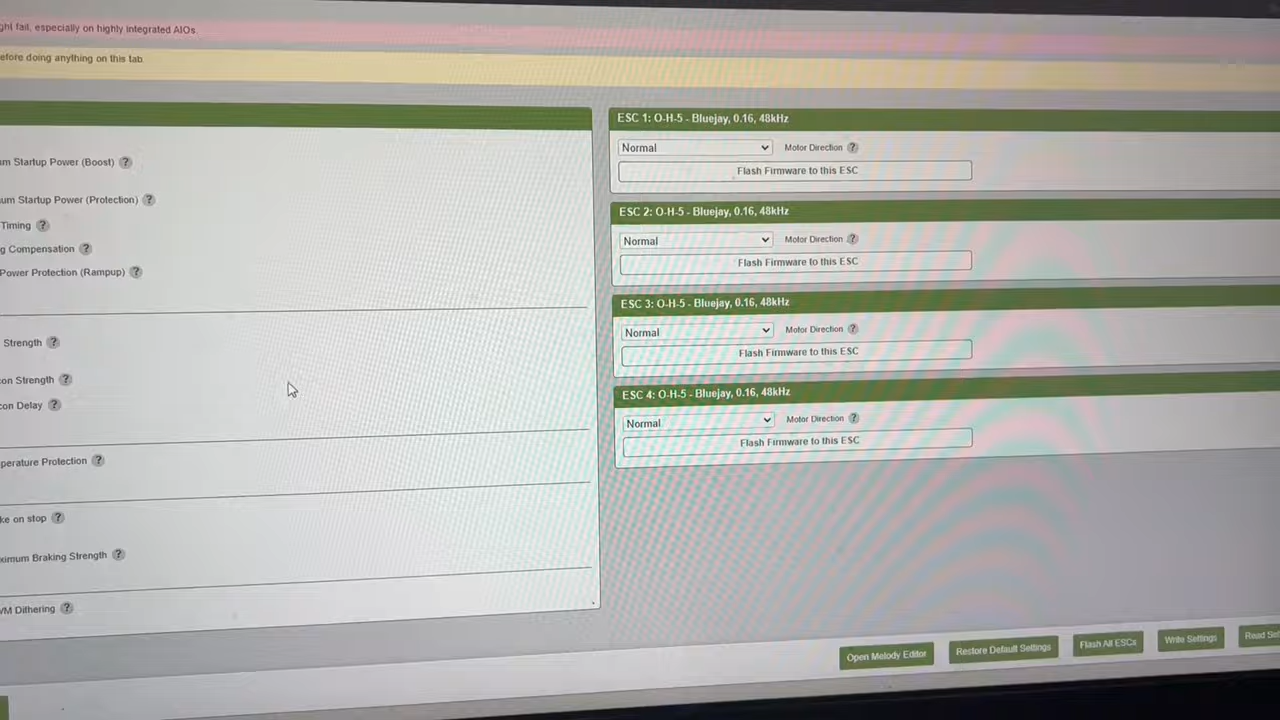 ght fail, especially on highly integrated AIOs.
efore doing anything on this tab
m Startup Power (Boost) ?
um Startup Power (Protection) ?
Timing ?
g Compensation ?
Power Protection (Rampup) ?
Strength ?
con Strength ?
con Delay ?
perature Protection ?
ke on stop ?
ximum Braking Strength ?
VM Dithering ?
ESC 1: O-H-5 - Bluejay, 0.16, 48kHz
Normal Motor Direction ?
Flash Firmware to this ESC
ESC 2: O-H-5 - Bluejay, 0.16, 48kHz
Normal Motor Direction ?
Flash Firmware to this ESC
ESC 3: O-H-5 - Bluejay, 0.16, 48kHz
Normal Motor Direction ?
Flash Firmware to this ESC
ESC 4: O-H-5 - Bluejay, 0.16, 48kHz
Normal Motor Direction ?
Flash Firmware to this ESC
Open Melody Editor Restore Default Settings Flash All ESCs Write Settings Read Set